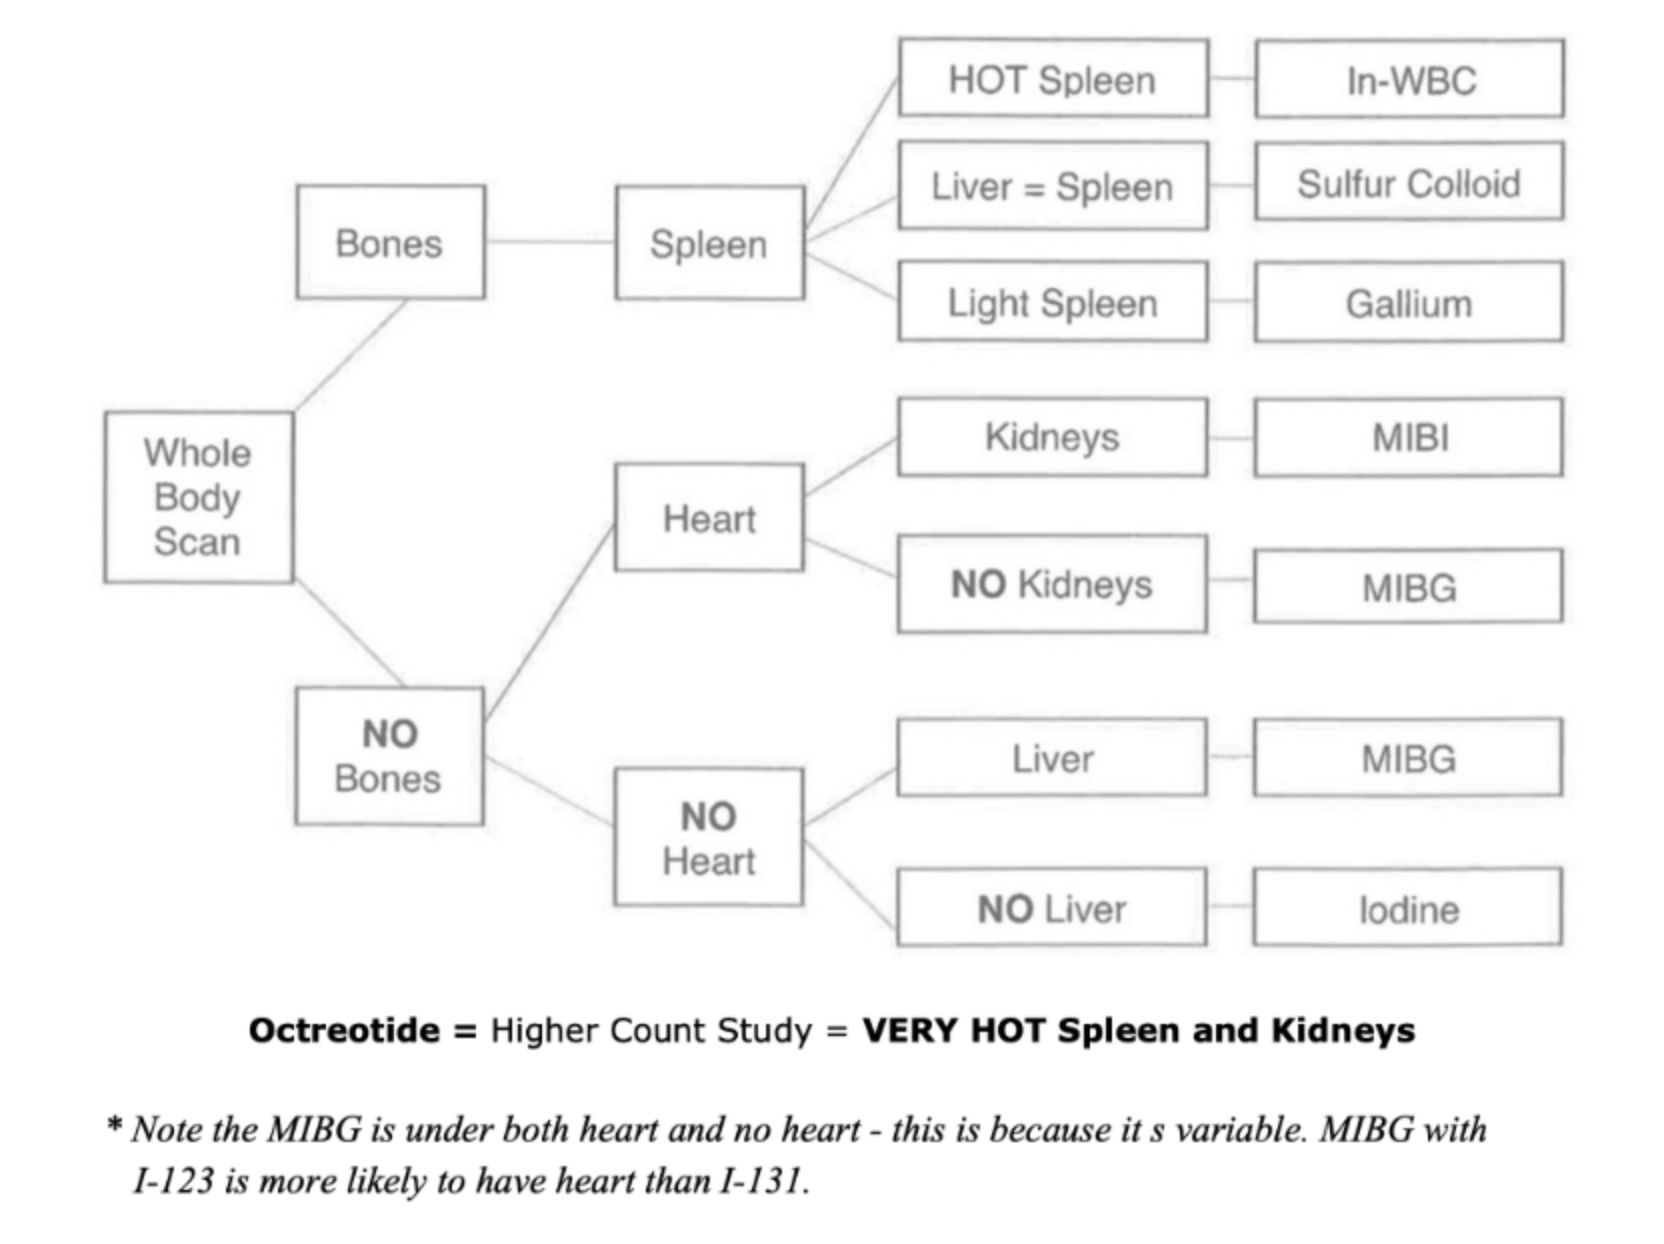 HOT Spleen
In-WBC
Liver = Spleen
Sulfur Colloid
Bones
Spleen
Light Spleen
Gallium
Whole
Body
Scan
Kidneys
MIBI
Heart
NO Kidneys
MIBG
NO
Bones
Liver
MIBG
NO
Heart
NO Liver
Iodine
Octreotide = Higher Count Study = VERY HOT Spleen and Kidneys
* Note the MIBG is under both heart and no heart - this is because it s variable. MIBG with
I-123 is more likely to have heart than I-131.